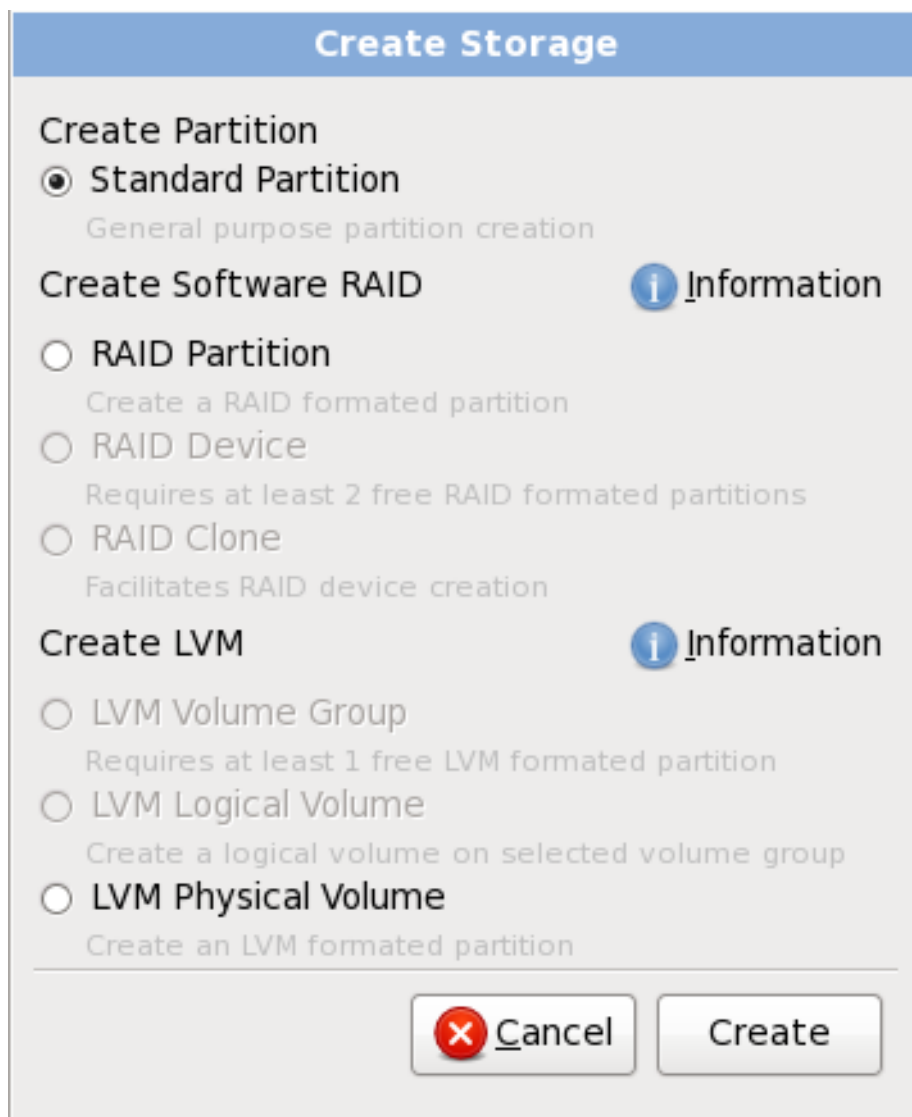 Create Storage
Create Partition
Standard Partition
General purpose partition creation
Create Software RAID Information
RAID Partition
Create a RAID formated partition
RAID Device
Requires at least 2 free RAID formated partitions
RAID Clone
Facilitates RAID device creation
Create LVM Information
LVM Volume Group
Requires at least 1 free LVM formated partition
LVM Logical Volume
Create a logical volume on selected volume group
LVM Physical Volume
Create an LVM formated partition
Cancel Create